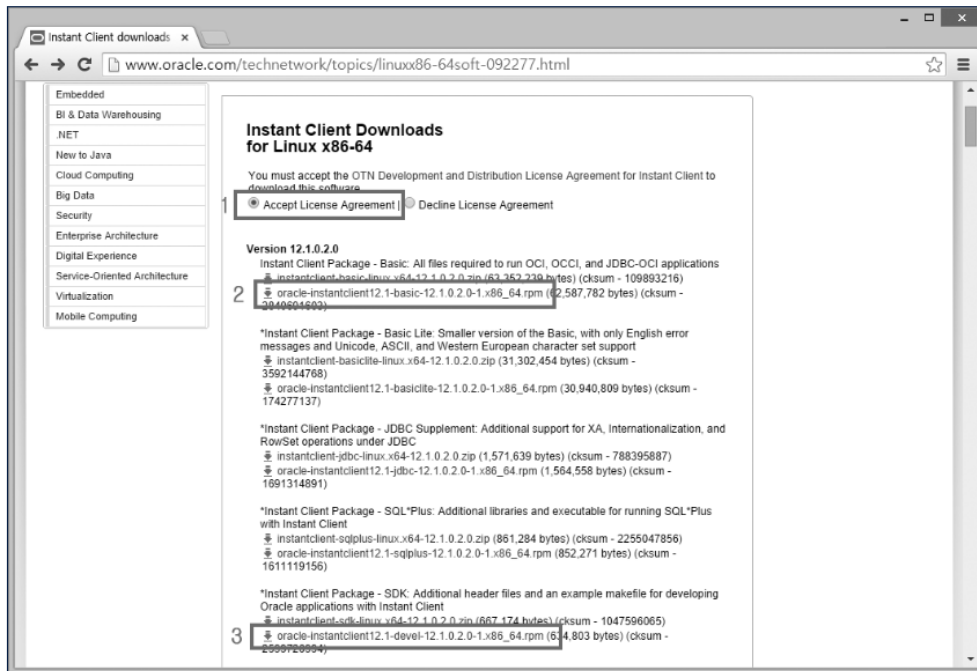 Instant Client downloads ×
www.oracle.com/technetwork/topics/linuxx86-64soft-092277.html
Embedded
BI & Data Warehousing
.NET
New to Java
Cloud Computing
Big Data
Security
Enterprise Architecture
Digital Experience
Service-Oriented Architecture
Virtualization
Mobile Computing
Instant Client Downloads
for Linux x86-64
You must accept the OTN Development and Distribution License Agreement for Instant Client to
download this software.
1 Accept License Agreement | Decline License Agreement
Version 12.1.0.2.0
Instant Client Package - Basic: All files required to run OCI, OCCI, and JDBC-OCI applications
instantclient-basic-linux.x64-12.1.0.2.0.zip (63,352,239 bytes) (cksum - 109893216)
2 oracle-instantclient12.1-basic-12.1.0.2.0-1.x86_64.rpm (62,587,782 bytes) (cksum -
*Instant Client Package - Basic Lite: Smaller version of the Basic, with only English error
messages and Unicode, ASCII, and Western European character set support
instantclient-basiclite-linux.x64-12.1.0.2.0.zip (31,302,454 bytes) (cksum -
3592144768)
oracle-instantclient12.1-basiclite-12.1.0.2.0-1.x86_64.rpm (30,940,809 bytes) (cksum -
174277137)
*Instant Client Package - JDBC Supplement: Additional support for XA, Internationalization, and
RowSet operations under JDBC
instantclient-jdbc-linux.x64-12.1.0.2.0.zip (1,571,639 bytes) (cksum - 788395887)
oracle-instantclient12.1-jdbc-12.1.0.2.0-1.x86_64.rpm (1,564,558 bytes) (cksum -
1691314891)
*Instant Client Package - SQL*Plus: Additional libraries and executable for running SQL*Plus
with Instant Client
instantclient-sqlplus-linux.x64-12.1.0.2.0.zip (861,284 bytes) (cksum - 2255047856)
oracle-instantclient12.1-sqlplus-12.1.0.2.0-1.x86_64.rpm (852,271 bytes) (cksum -
1611119156)
*Instant Client Package - SDK: Additional header files and an example makefile for developing
Oracle applications with Instant Client
instantclient-sdk-linux.x64-12.1.0.2.0.zip (667,174 bytes) (cksum - 1047596065)
3 oracle-instantclient12.1-devel-12.1.0.2.0-1.x86_64.rpm (634,803 bytes) (cksum -